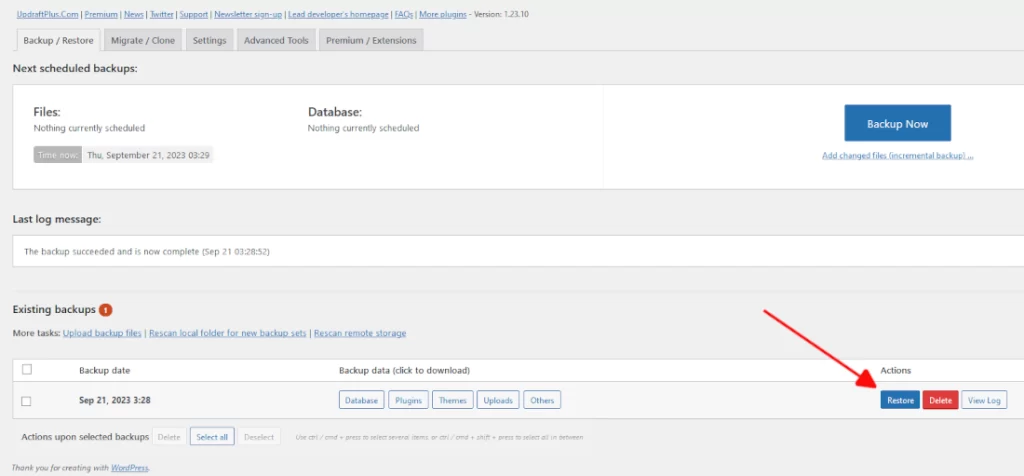 UpdraftPlus.Com | Premium | News | Twitter | Support | Newsletter sign-up | Lead developer's homepage | FAQs | More plugins - Version: 1.23.10
Backup / Restore Migrate / Clone Settings Advanced Tools Premium / Extensions
Next scheduled backups:
Files: Database:
Nothing currently scheduled Nothing currently scheduled
Backup Now
Time now: Thu, September 21, 2023 03:29
Add changed files (incremental backup) ...
Last log message:
The backup succeeded and is now complete (Sep 21 03:28:52)
Existing backups 1
More tasks: Upload backup files | Rescan local folder for new backup sets | Rescan remote storage
Backup date Backup data (click to download) Actions
Sep 21, 2023 3:28 Database Plugins Themes Uploads Others Restore Delete View Log
Actions upon selected backups Delete Select all Deselect Use ctrl / cmd + press to select several items, or ctrl / cmd + shift + press to select all in between
Thank you for creating with WordPress.